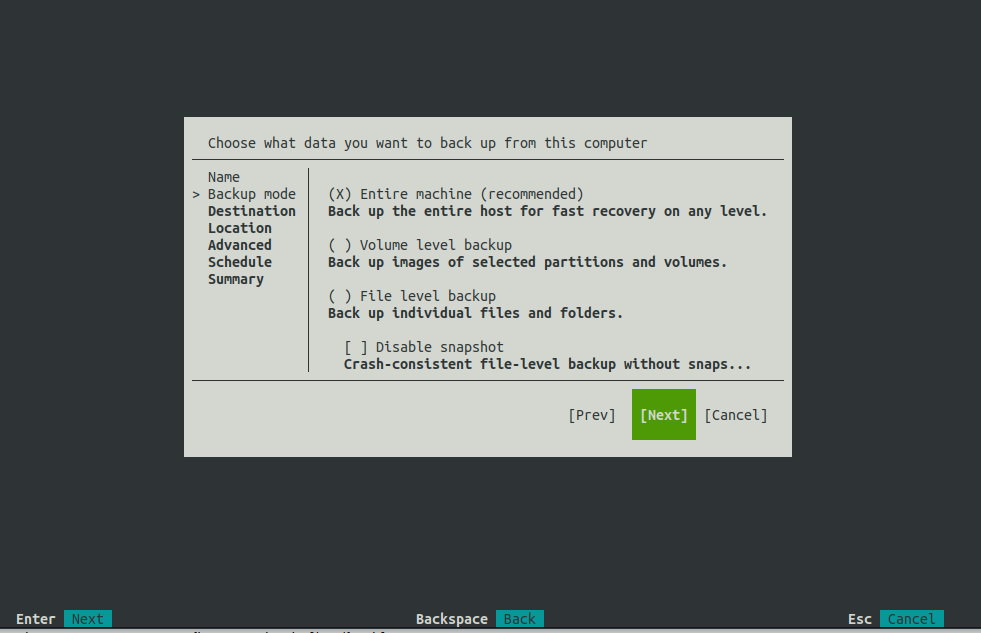 Choose what data you want to back up from this computer
Name
> Backup mode
Destination
Location
Advanced
Schedule
Summary
(X) Entire machine (recommended)
Back up the entire host for fast recovery on any level.
( ) Volume level backup
Back up images of selected partitions and volumes.
( ) File level backup
Back up individual files and folders.
[ ] Disable snapshot
Crash-consistent file-level backup without snaps...
[Prev] [Next] [Cancel]
Enter Next Backspace Back Esc Cancel